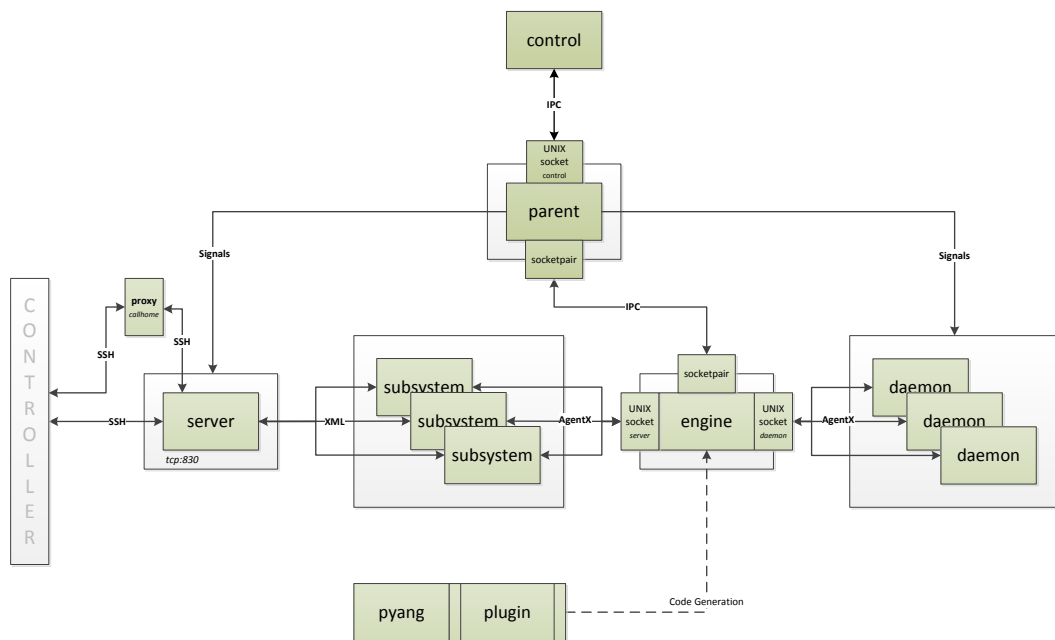 control
IPC
UNIX
socket
control
parent
socketpair
Signals
Signals
IPC
CONTROLLER
proxy
callhome
SSH
SSH
SSH
server
tcp:830
XML
subsystem
subsystem
subsystem
AgentX
socketpair
UNIX
socket
server
engine
UNIX
socket
daemon
AgentX
daemon
daemon
daemon
pyang
plugin
Code Generation